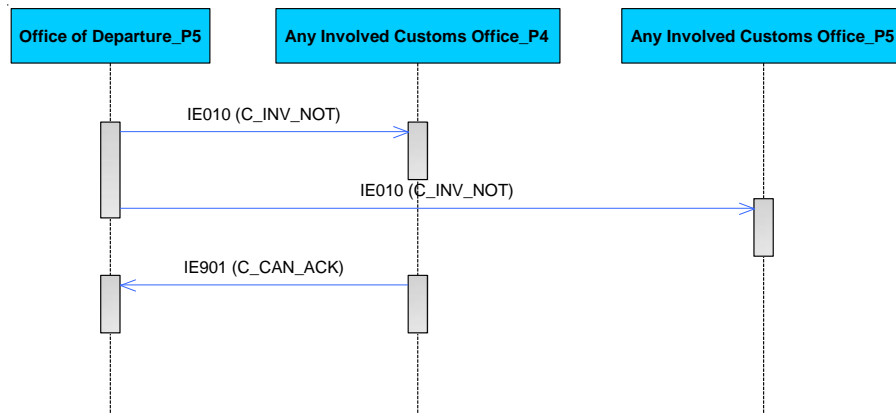 Office of Departure_P5
Any Involved Customs Office_P4
Any Involved Customs Office_P5
IE010 (C_INV_NOT)
IE010 (C_INV_NOT)
IE901 (C_CAN_ACK)